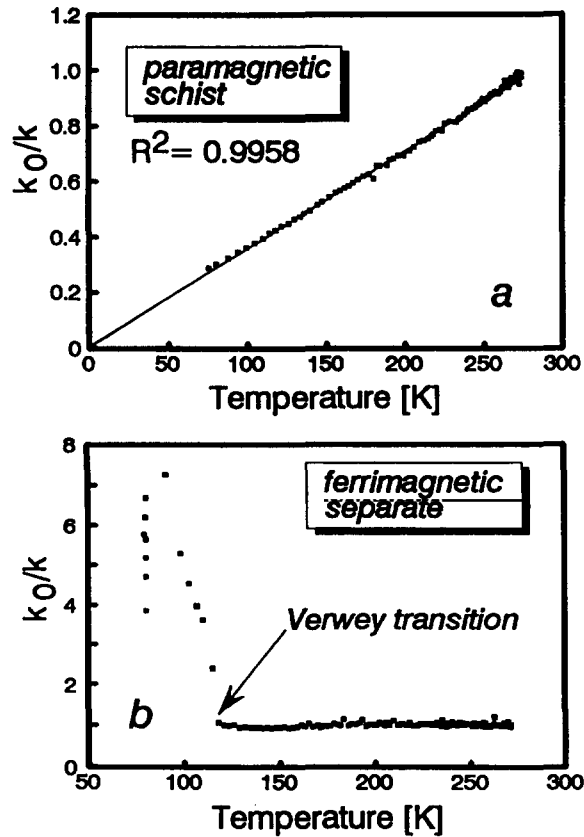 1.2
1.0
0.8
0.6
0.4
0.2
0
k0/k
paramagnetic
schist
R2= 0.9958
a
0 50 100 150 200 250 300
Temperature [K]
8
6
4
2
0
k0/k
ferrimagnetic
separate
Verwey transition
b
50 100 150 200 250 300
Temperature [K]